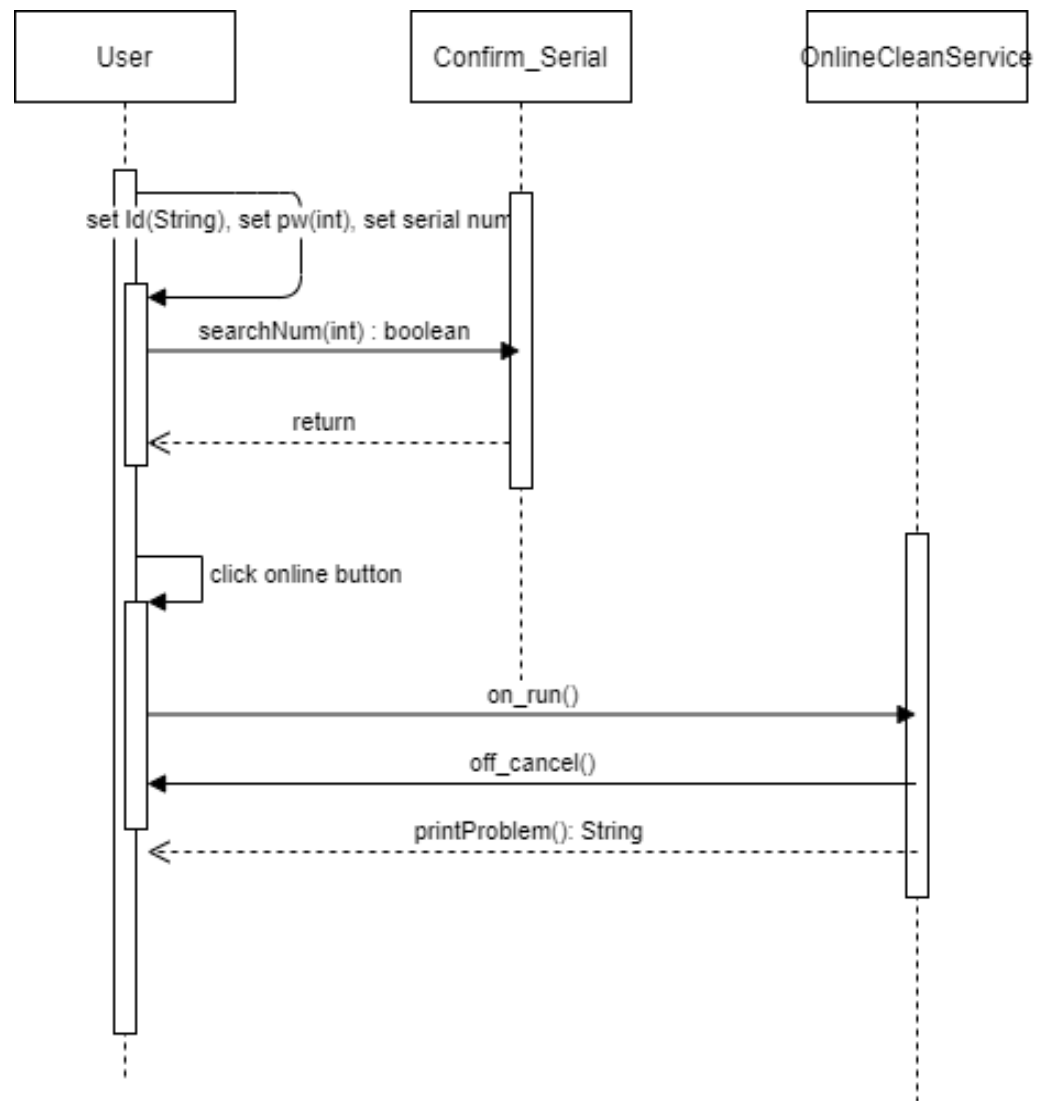 User
Confirm_Serial
OnlineCleanService
set Id(String), set pw(int), set serial num
searchNum(int) : boolean
return
click online button
on_run()
off_cancel()
printProblem(): String